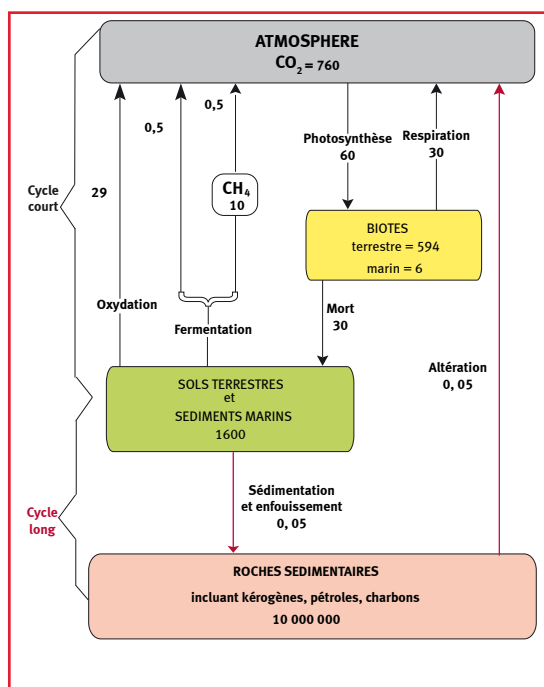 ATMOSPHERE
CO2 = 760
0,5
0,5
Photosynthèse
60
Respiration
30
Cycle
court
29
CH4
10
BIOTES
terrestre = 594
marin = 6
Oxydation
Fermentation
Mort
30
Altération
0, 05
SOLS TERRESTRES
et
SEDIMENTS MARINS
1600
Sédimentation
et enfouissement
0, 05
Cycle
long
ROCHES SEDIMENTAIRES
incluant kérogènes, pétroles, charbons
10 000 000